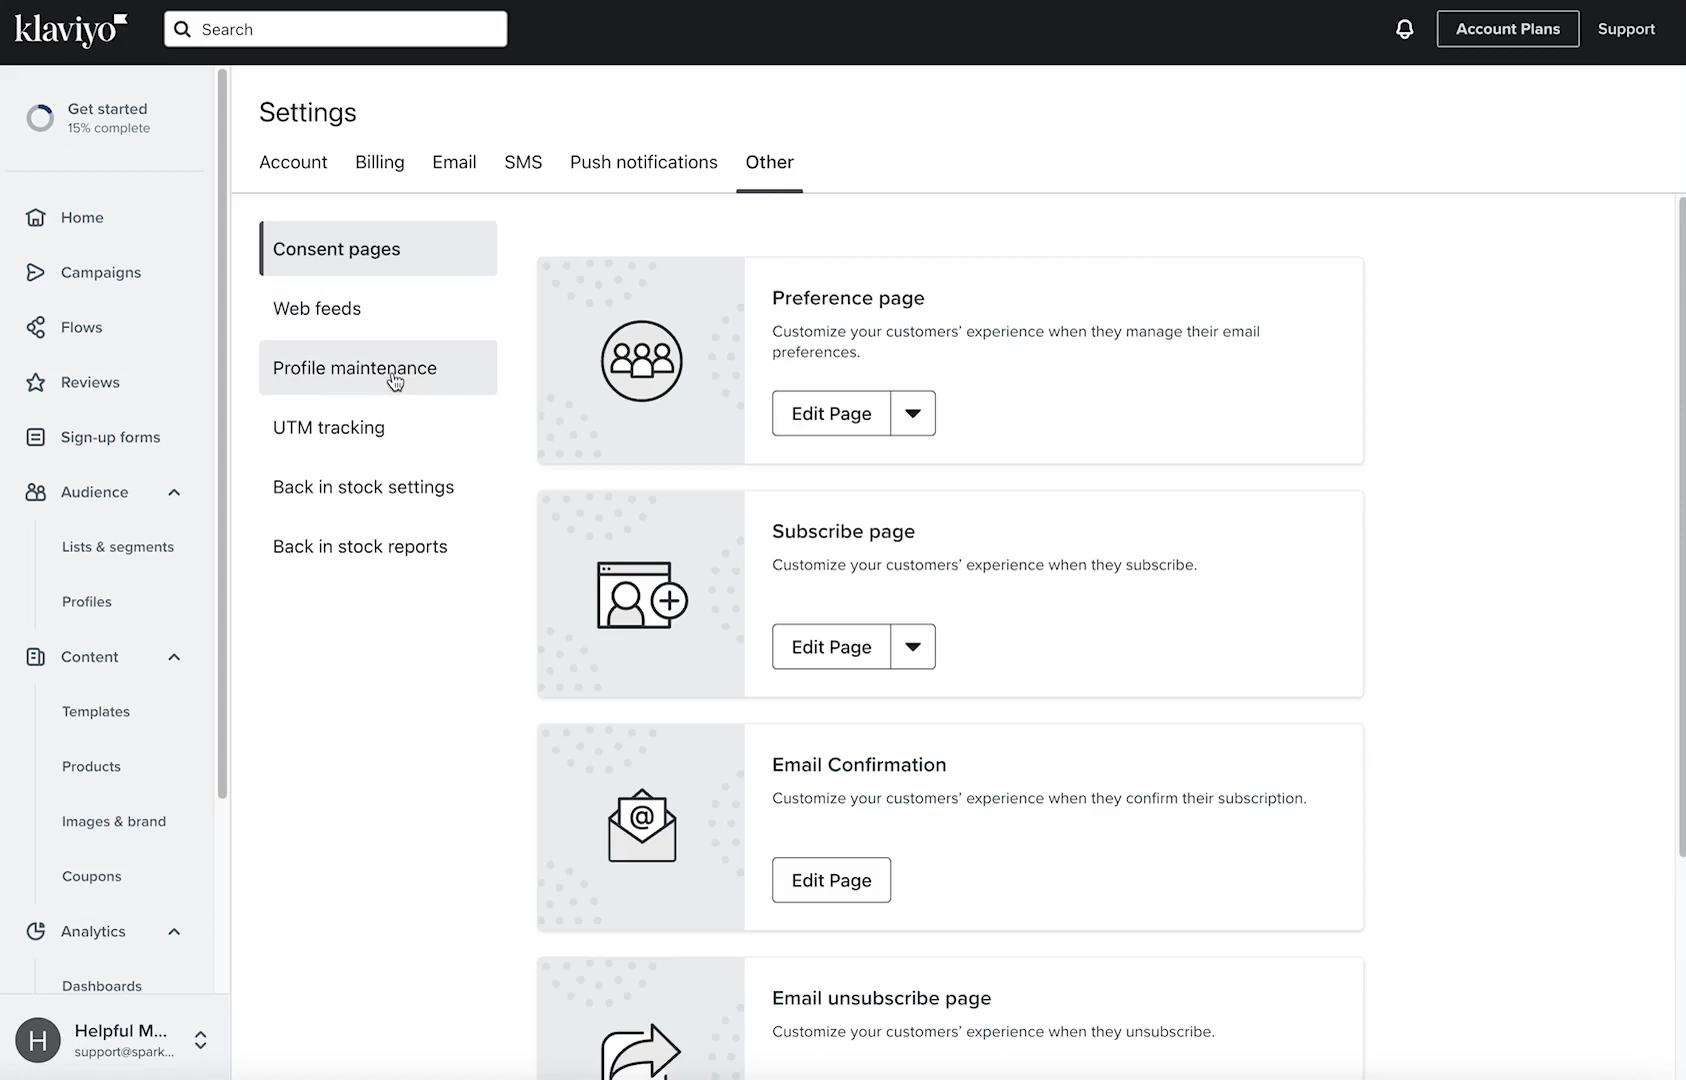 klaviyo
Search
Account Plans
Support
Get started
15% complete
Home
Campaigns
Flows
Reviews
Sign-up forms
Audience
Lists & segments
Profiles
Content
Templates
Products
Images & brand
Coupons
Analytics
Dashboards
H
Helpful M...
support@spark...
Settings
Account Billing Email SMS Push notifications Other
Consent pages
Web feeds
Profile maintenance
UTM tracking
Back in stock settings
Back in stock reports
Preference page
Customize your customers' experience when they manage their email
preferences.
Edit Page
Subscribe page
Customize your customers' experience when they subscribe.
Edit Page
@
Email Confirmation
Customize your customers' experience when they confirm their subscription.
Edit Page
Email unsubscribe page
Customize your customers' experience when they unsubscribe.